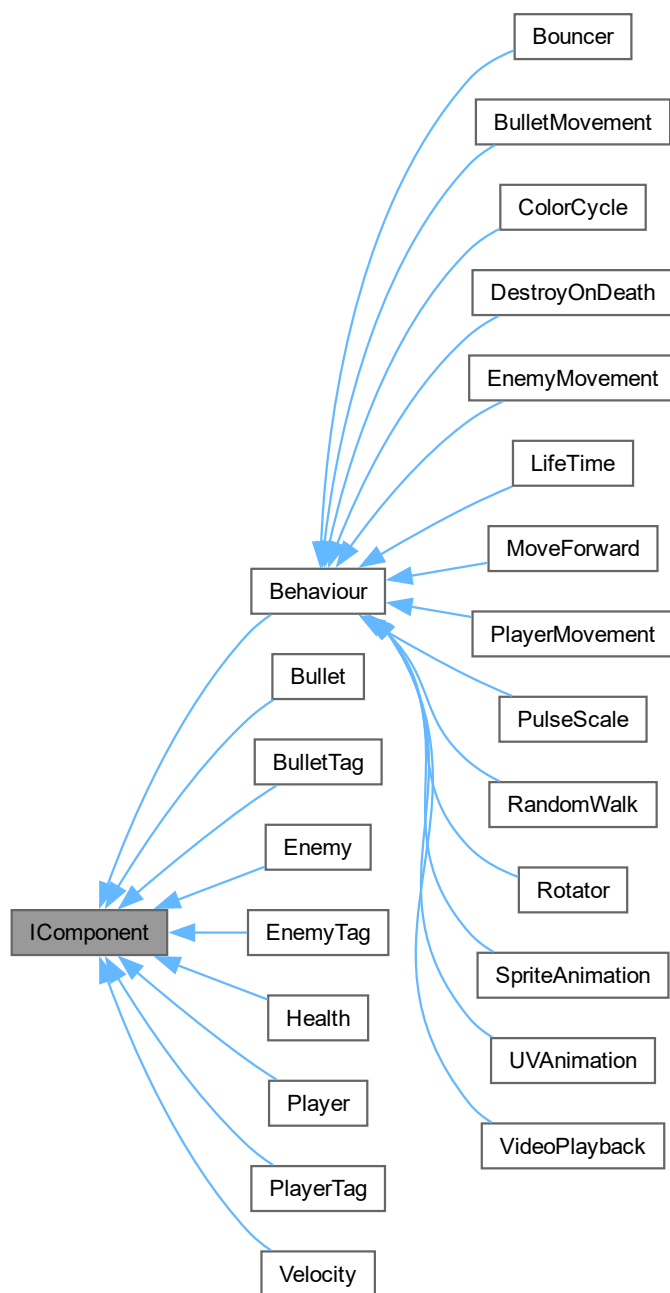 Bouncer
BulletMovement
ColorCycle
DestroyOnDeath
EnemyMovement
LifeTime
MoveForward
Behaviour
PlayerMovement
Bullet
PulseScale
BulletTag
RandomWalk
Enemy
Rotator
IComponent
EnemyTag
SpriteAnimation
Health
UVAnimation
Player
VideoPlayback
PlayerTag
Velocity